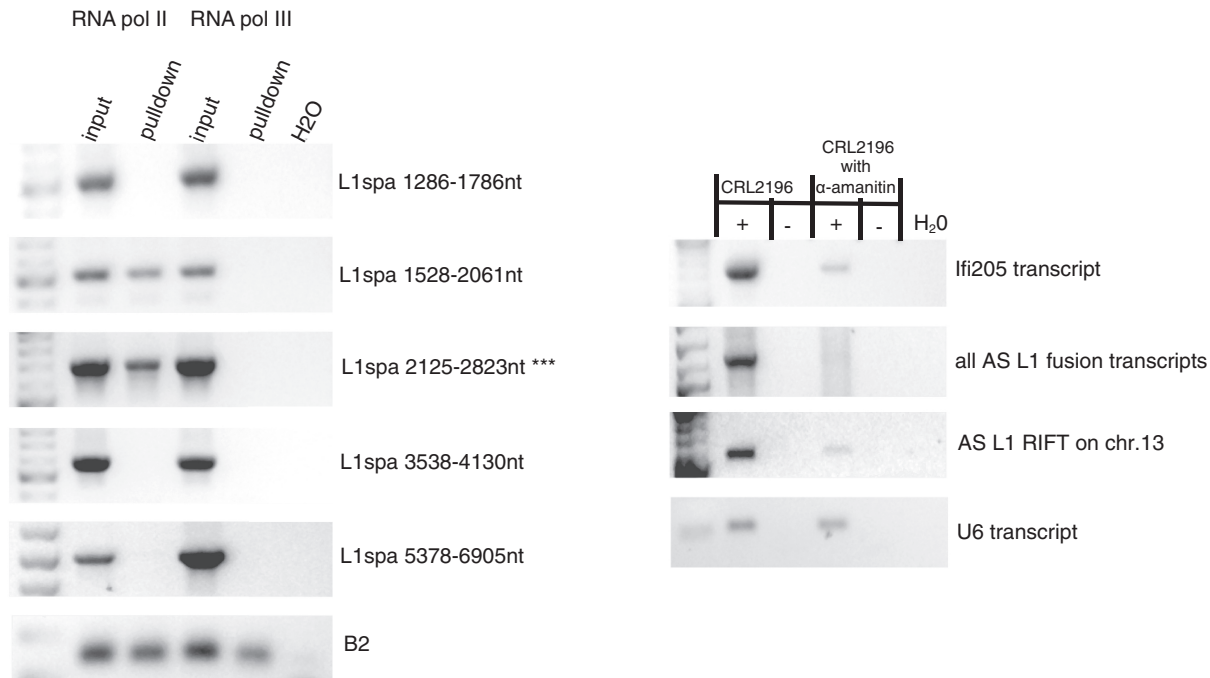 RNA pol II RNA pol III
input pulldown input pulldown H2O
L1spa 1286-1786nt
L1spa 1528-2061nt
L1spa 2125-2823nt ***
L1spa 3538-4130nt
L1spa 5378-6905nt
B2
CRL2196
CRL2196
with
α-amanitin
+ - + - H₂0
Ifi205 transcript
all AS L1 fusion transcripts
AS L1 RIFT on chr.13
U6 transcript